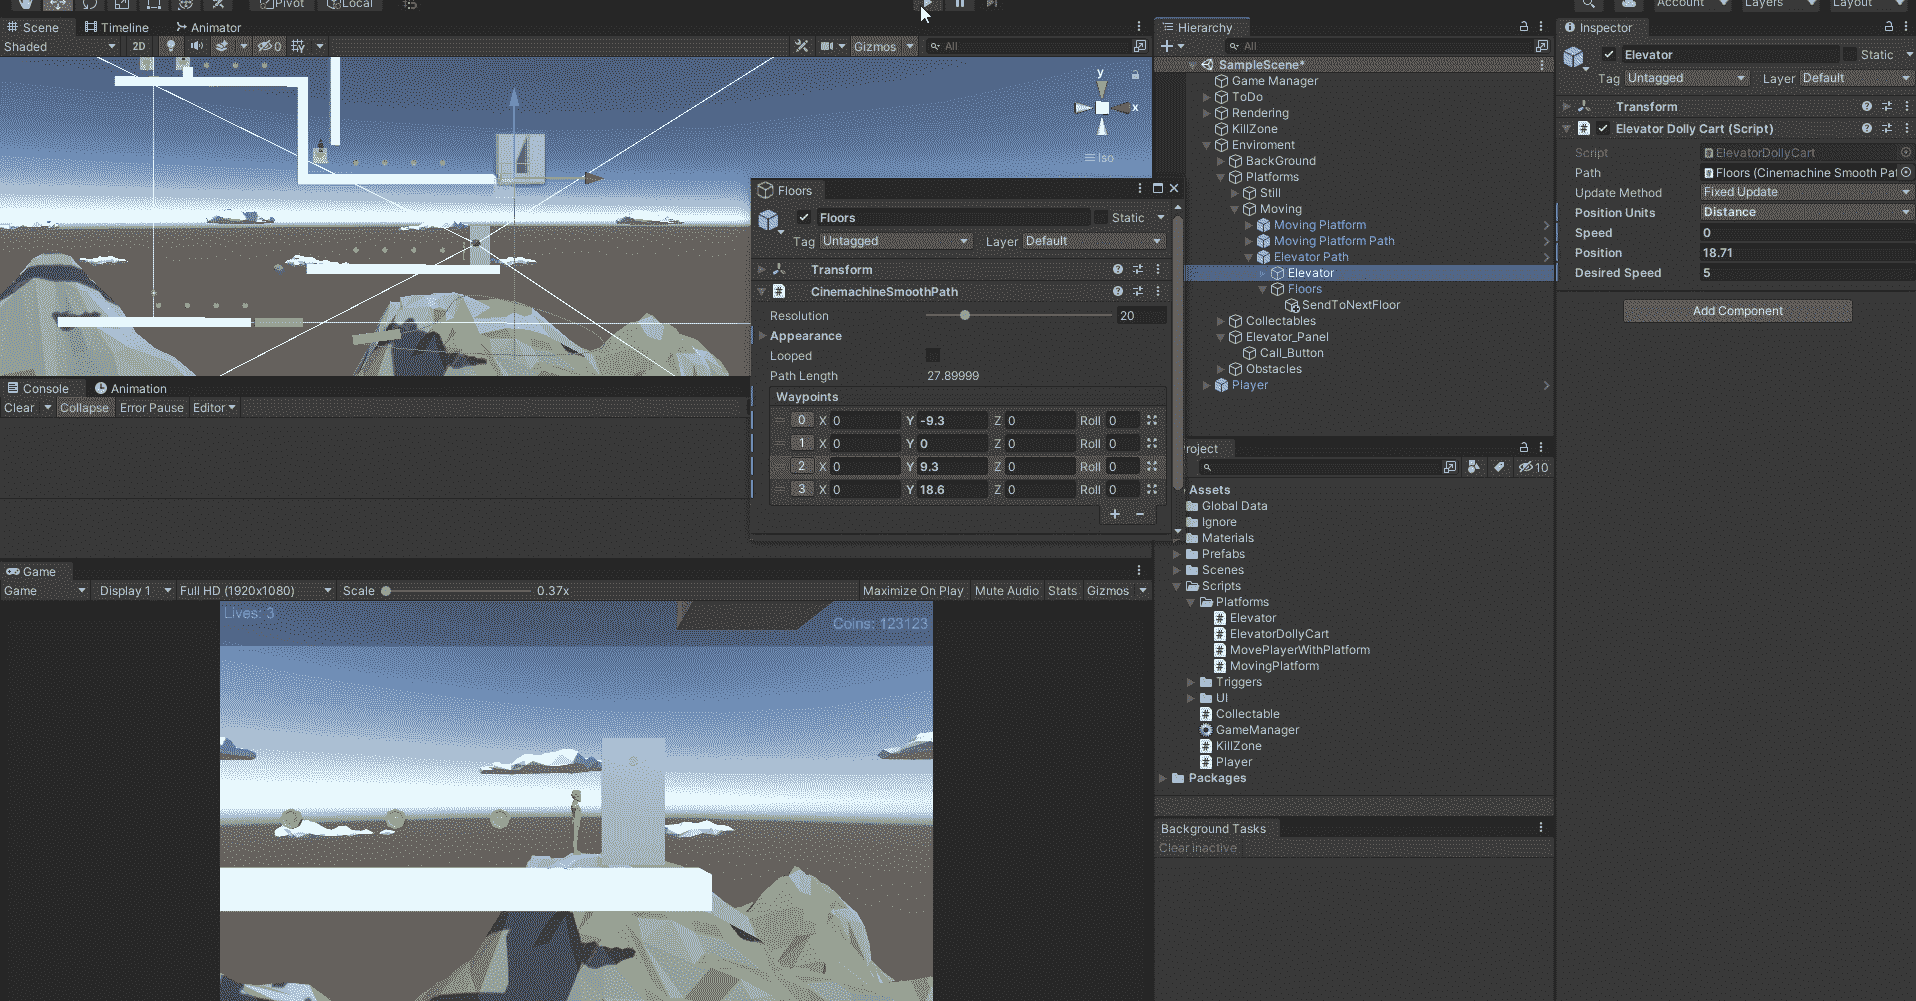 Pivot
Local
Account
Layers
Layout
Scene
Timeline
Animator
Shaded
2D
0
Gizmos
All
y
x
Iso
Console
Animation
Clear
Collapse
Error Pause
Editor
Floors
Floors
Static
Tag
Untagged
Layer
Default
Transform
CinemachineSmoothPath
Resolution
20
Appearance
Looped
Path Length
27.89999
Waypoints
0 X 0 Y -9.3 Z 0 Roll 0
1 X 0 Y 0 Z 0 Roll 0
2 X 0 Y 9.3 Z 0 Roll 0
3 X 0 Y 18.6 Z 0 Roll 0
+ −
Game
Game
Display 1
Full HD (1920x1080)
Scale
0.37x
Maximize On Play
Mute Audio
Stats
Gizmos
Lives: 3
Coins: 123123
Hierarchy
All
SampleScene*
Game Manager
ToDo
Rendering
KillZone
Enviroment
BackGround
Platforms
Still
Moving
Moving Platform
Moving Platform Path
Elevator Path
Elevator
Floors
SendToNextFloor
Collectables
Elevator_Panel
Call_Button
Obstacles
Player
roject
10
Assets
Global Data
Ignore
Materials
Prefabs
Scenes
Scripts
Platforms
Elevator
ElevatorDollyCart
MovePlayerWithPlatform
MovingPlatform
Triggers
UI
Collectable
GameManager
KillZone
Player
Packages
Background Tasks
Clear inactive
Inspector
Elevator
Static
Tag
Untagged
Layer
Default
Transform
Elevator Dolly Cart (Script)
Script
ElevatorDollyCart
Path
Floors (Cinemachine Smooth Pat
Update Method
Fixed Update
Position Units
Distance
Speed
0
Position
18.71
Desired Speed
5
Add Component